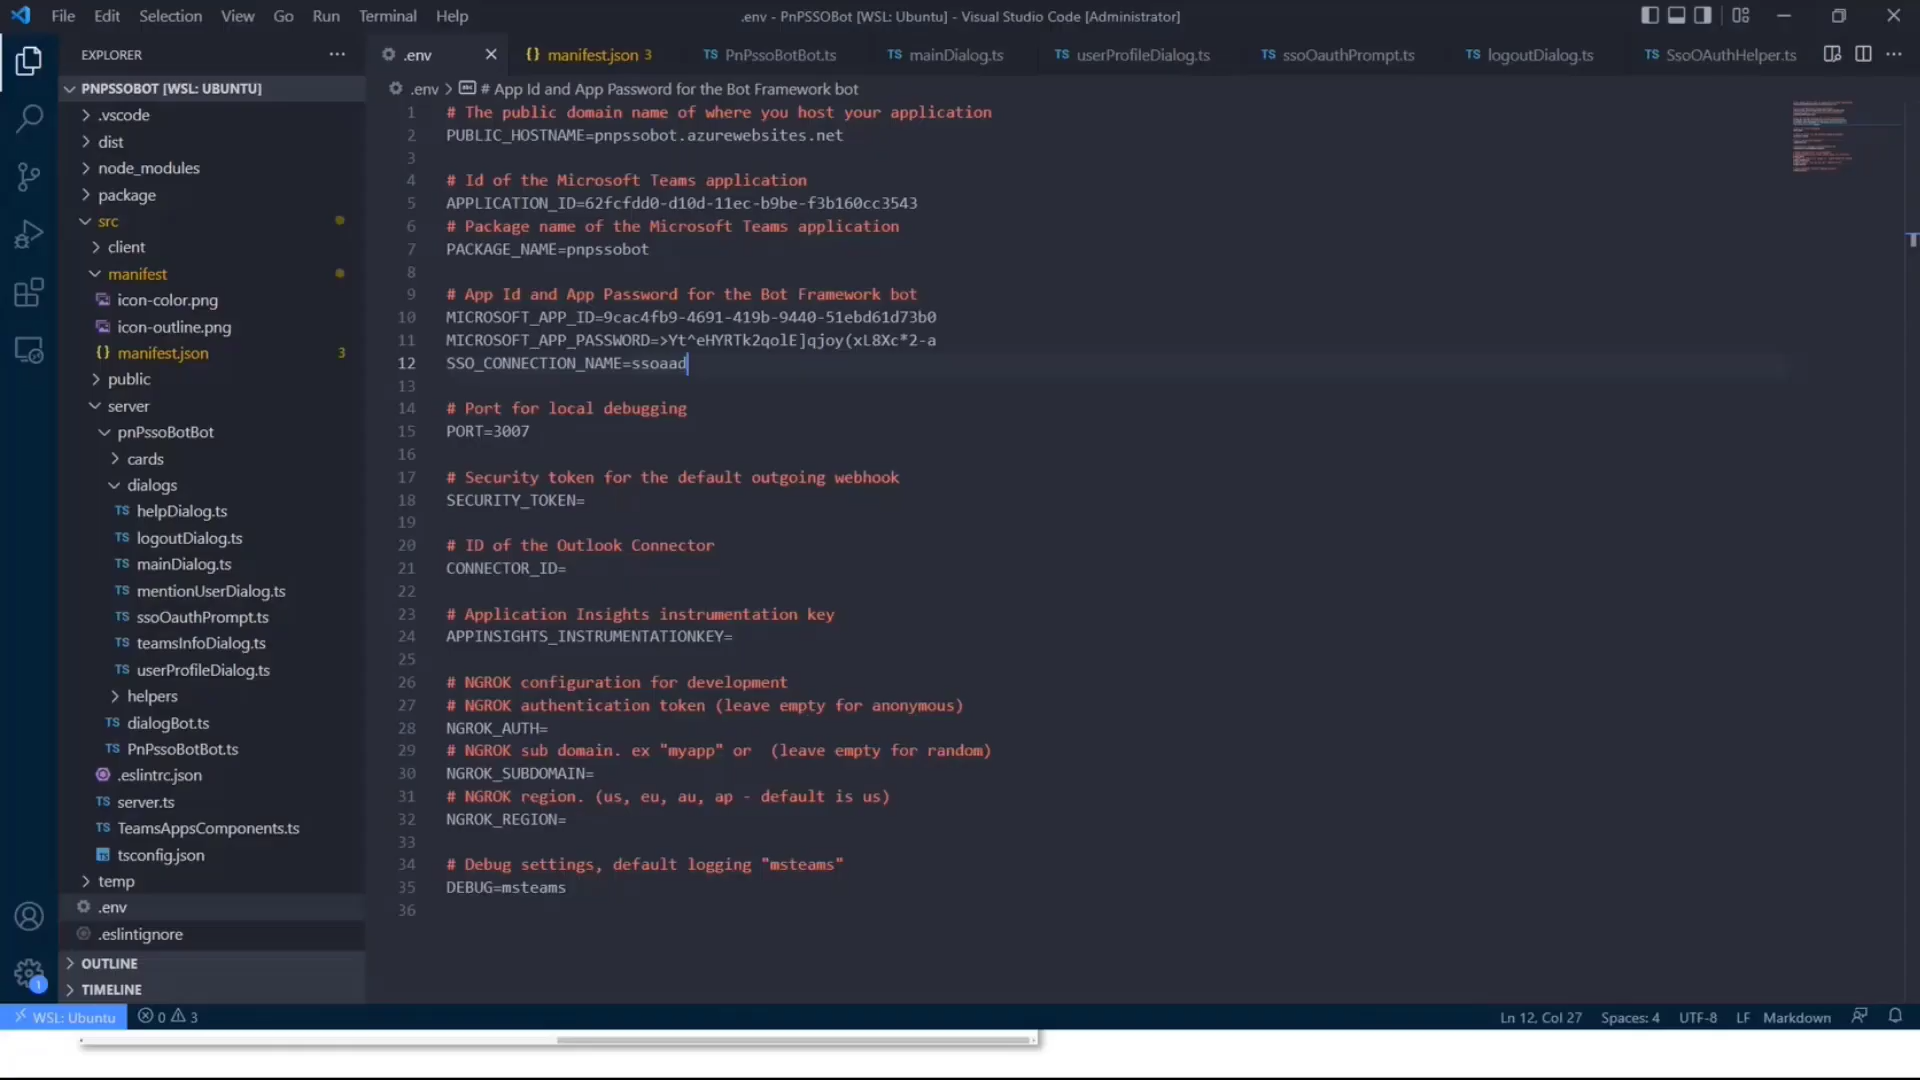 File Edit Selection View Go Run Terminal Help
.env - PnPSSOBot [WSL: Ubuntu] - Visual Studio Code [Administrator]
EXPLORER
.env
{} manifest.json 3
TS PnPssoBotBot.ts
TS mainDialog.ts
TS userProfileDialog.ts
TS ssoOauthPrompt.ts
TS logoutDialog.ts
TS SsoOAuthHelper.ts
PNPSSOBOT [WSL: UBUNTU]
.vscode
dist
node_modules
package
src
client
manifest
icon-color.png
icon-outline.png
{} manifest.json 3
public
server
pnPssoBotBot
cards
dialogs
TS helpDialog.ts
TS logoutDialog.ts
TS mainDialog.ts
TS mentionUserDialog.ts
TS ssoOauthPrompt.ts
TS teamsInfoDialog.ts
TS userProfileDialog.ts
helpers
TS dialogBot.ts
TS PnPssoBotBot.ts
.eslintrc.json
TS server.ts
TS TeamsAppsComponents.ts
tsconfig.json
temp
.env
.eslintignore
OUTLINE
TIMELINE
.env > # App Id and App Password for the Bot Framework bot
1 # The public domain name of where you host your application
2 PUBLIC_HOSTNAME=pnpssobot.azurewebsites.net
3
4 # Id of the Microsoft Teams application
5 APPLICATION_ID=62fcfdd0-d10d-11ec-b9be-f3b160cc3543
6 # Package name of the Microsoft Teams application
7 PACKAGE_NAME=pnpssobot
8
9 # App Id and App Password for the Bot Framework bot
10 MICROSOFT_APP_ID=9cac4fb9-4691-419b-9440-51ebd61d73b0
11 MICROSOFT_APP_PASSWORD=>Yt^eHYRTk2qolE]qjoy(xL8Xc*2-a
12 SSO_CONNECTION_NAME=ssoaad
13
14 # Port for local debugging
15 PORT=3007
16
17 # Security token for the default outgoing webhook
18 SECURITY_TOKEN=
19
20 # ID of the Outlook Connector
21 CONNECTOR_ID=
22
23 # Application Insights instrumentation key
24 APPINSIGHTS_INSTRUMENTATIONKEY=
25
26 # NGROK configuration for development
27 # NGROK authentication token (leave empty for anonymous)
28 NGROK_AUTH=
29 # NGROK sub domain. ex "myapp" or  (leave empty for random)
30 NGROK_SUBDOMAIN=
31 # NGROK region. (us, eu, au, ap - default is us)
32 NGROK_REGION=
33
34 # Debug settings, default logging "msteams"
35 DEBUG=msteams
36
1
WSL: Ubuntu 0 3
Ln 12, Col 27 Spaces: 4 UTF-8 LF Markdown